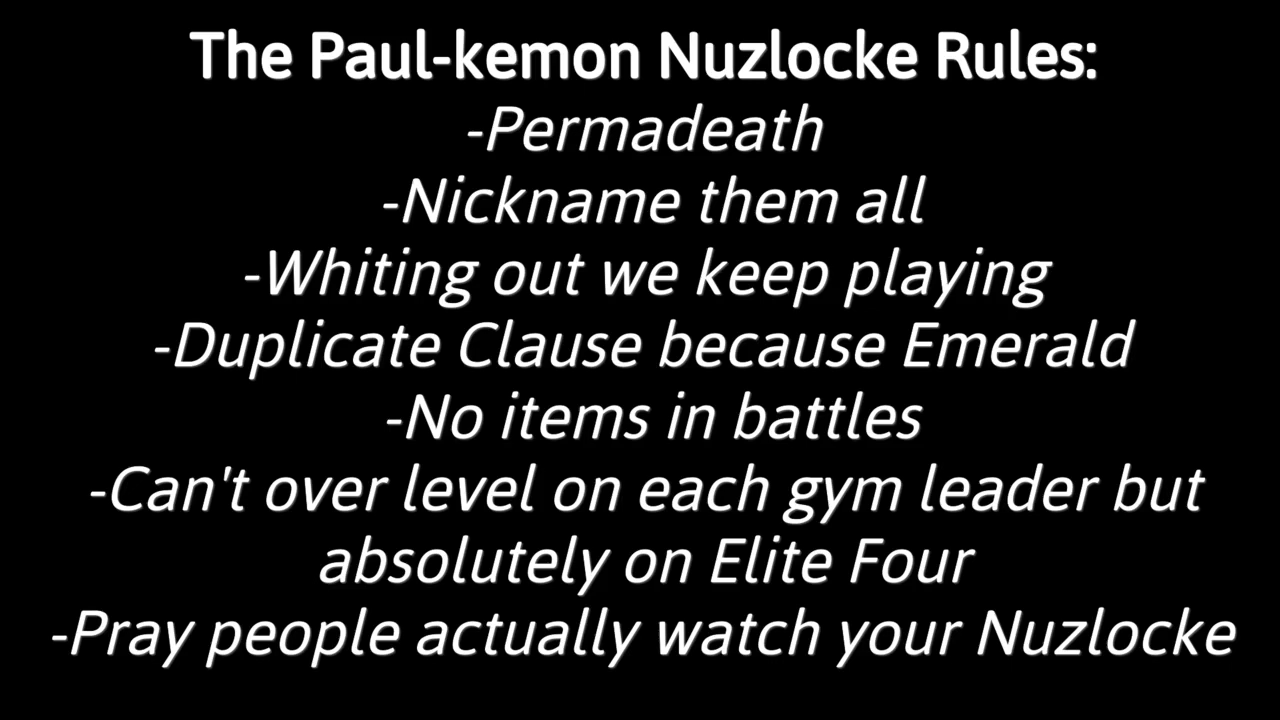 The Paul-kemon Nuzlocke Rules:
-Permadeath
-Nickname them all
-Whiting out we keep playing
-Duplicate Clause because Emerald
-No items in battles
-Can't over level on each gym leader but
absolutely on Elite Four
-Pray people actually watch your Nuzlocke